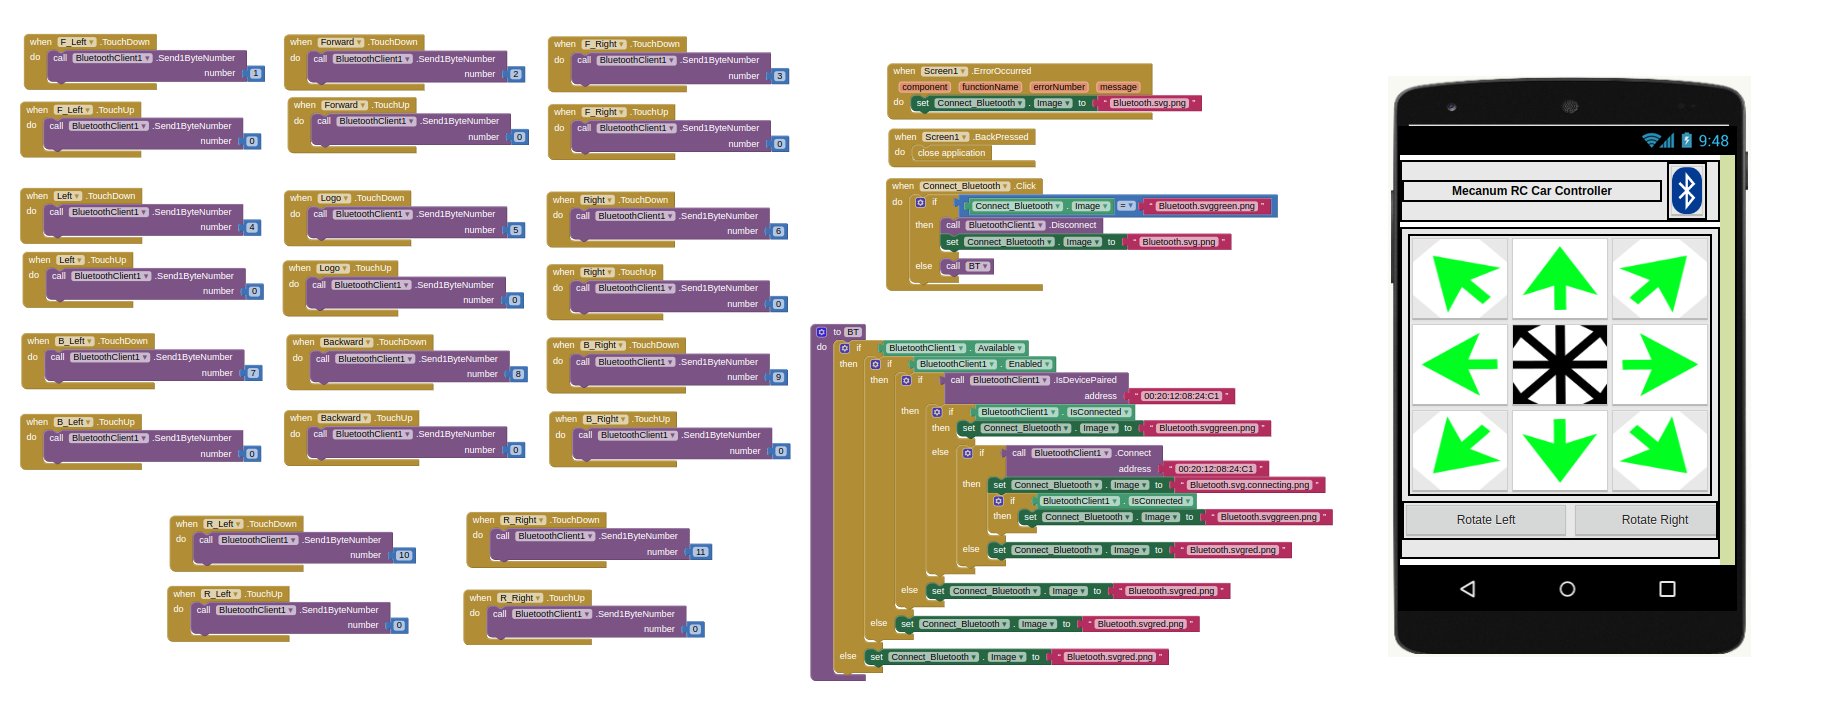 when F_Left .TouchDown
do call BluetoothClient1 .Send1ByteNumber
number 1
when F_Left .TouchUp
do call BluetoothClient1 .Send1ByteNumber
number 0
when Forward .TouchDown
do call BluetoothClient1 .Send1ByteNumber
number 2
when Forward .TouchUp
do call BluetoothClient1 .Send1ByteNumber
number 0
when F_Right .TouchDown
do call BluetoothClient1 .Send1ByteNumber
number 3
when F_Right .TouchUp
do call BluetoothClient1 .Send1ByteNumber
number 0
when Left .TouchDown
do call BluetoothClient1 .Send1ByteNumber
number 4
when Left .TouchUp
do call BluetoothClient1 .Send1ByteNumber
number 0
when Logo .TouchDown
do call BluetoothClient1 .Send1ByteNumber
number 5
when Logo .TouchUp
do call BluetoothClient1 .Send1ByteNumber
number 0
when Right .TouchDown
do call BluetoothClient1 .Send1ByteNumber
number 6
when Right .TouchUp
do call BluetoothClient1 .Send1ByteNumber
number 0
when B_Left .TouchDown
do call BluetoothClient1 .Send1ByteNumber
number 7
when B_Left .TouchUp
do call BluetoothClient1 .Send1ByteNumber
number 0
when Backward .TouchDown
do call BluetoothClient1 .Send1ByteNumber
number 8
when Backward .TouchUp
do call BluetoothClient1 .Send1ByteNumber
number 0
when B_Right .TouchDown
do call BluetoothClient1 .Send1ByteNumber
number 9
when B_Right .TouchUp
do call BluetoothClient1 .Send1ByteNumber
number 0
when R_Left .TouchDown
do call BluetoothClient1 .Send1ByteNumber
number 10
when R_Left .TouchUp
do call BluetoothClient1 .Send1ByteNumber
number 0
when R_Right .TouchDown
do call BluetoothClient1 .Send1ByteNumber
number 11
when R_Right .TouchUp
do call BluetoothClient1 .Send1ByteNumber
number 0
when Screen1 .ErrorOccurred
component functionName errorNumber message
do set Connect_Bluetooth . Image to " Bluetooth.svg.png "
when Screen1 .BackPressed
do close application
when Connect_Bluetooth .Click
do if Connect_Bluetooth . Image = " Bluetooth.svggreen.png "
then call BluetoothClient1 .Disconnect
set Connect_Bluetooth . Image to " Bluetooth.svg.png "
else call BT
to BT
do if BluetoothClient1 . Available
then if BluetoothClient1 . Enabled
then if call BluetoothClient1 .IsDevicePaired
address " 00:20:12:08:24:C1 "
then if BluetoothClient1 . IsConnected
then set Connect_Bluetooth . Image to " Bluetooth.svggreen.png "
else if call BluetoothClient1 .Connect
address " 00:20:12:08:24:C1 "
then set Connect_Bluetooth . Image to " Bluetooth.svg.connecting.png "
if BluetoothClient1 . IsConnected
then set Connect_Bluetooth . Image to " Bluetooth.svggreen.png "
else set Connect_Bluetooth . Image to " Bluetooth.svgred.png "
else set Connect_Bluetooth . Image to " Bluetooth.svgred.png "
else set Connect_Bluetooth . Image to " Bluetooth.svgred.png "
else set Connect_Bluetooth . Image to " Bluetooth.svgred.png "
9:48
Mecanum RC Car Controller
Rotate Left Rotate Right